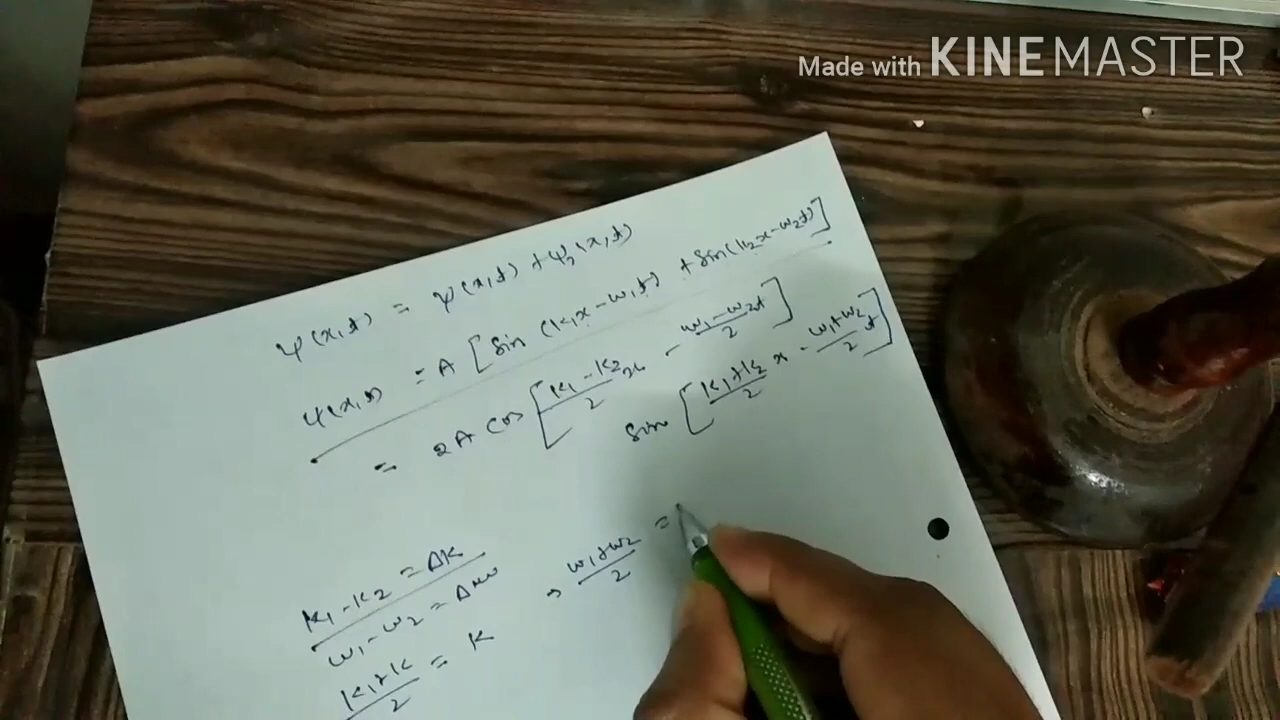 Made with KINEMASTER
ψ(x,t) = ψ(x,t) + ψ₂(x,t)
ψ(x,t) = A [Sin (k₁x - ω₁t) + Sin(k₂x - ω₂t)]
= 2A Cos [k₁ - k₂/2 x - ω₁ - ω₂/2 t]
Sin [k₁ + k₂/2 x - ω₁ + ω₂/2 t]
k₁ - k₂ = Δk
ω₁ - ω₂ = Δω
k₁ + k/2 = k , ω₁ + ω₂/2 =